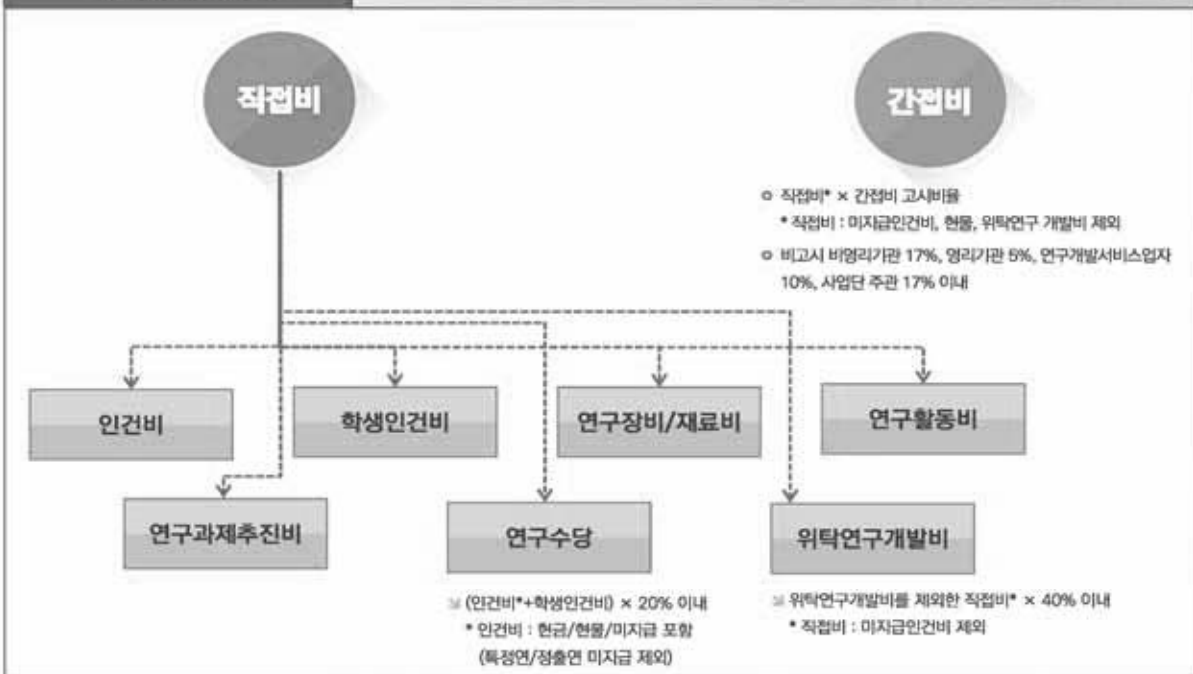 직접비
간접비
◦ 직접비* × 간접비 고시비율
* 직접비 : 미지급인건비, 현물, 위탁연구 개발비 제외
◦ 비고시 비영리기관 17%, 영리기관 5%, 연구개발서비스업자
10%, 사업단 주관 17% 이내
인건비
학생인건비
연구장비/재료비
연구활동비
연구과제추진비
연구수당
위탁연구개발비
⇘ (인건비*+학생인건비) × 20% 이내
* 인건비 : 현금/현물/미지급 포함
(특정연/정출연 미지급 제외)
⇘ 위탁연구개발비를 제외한 직접비* × 40% 이내
* 직접비 : 미지급인건비 제외